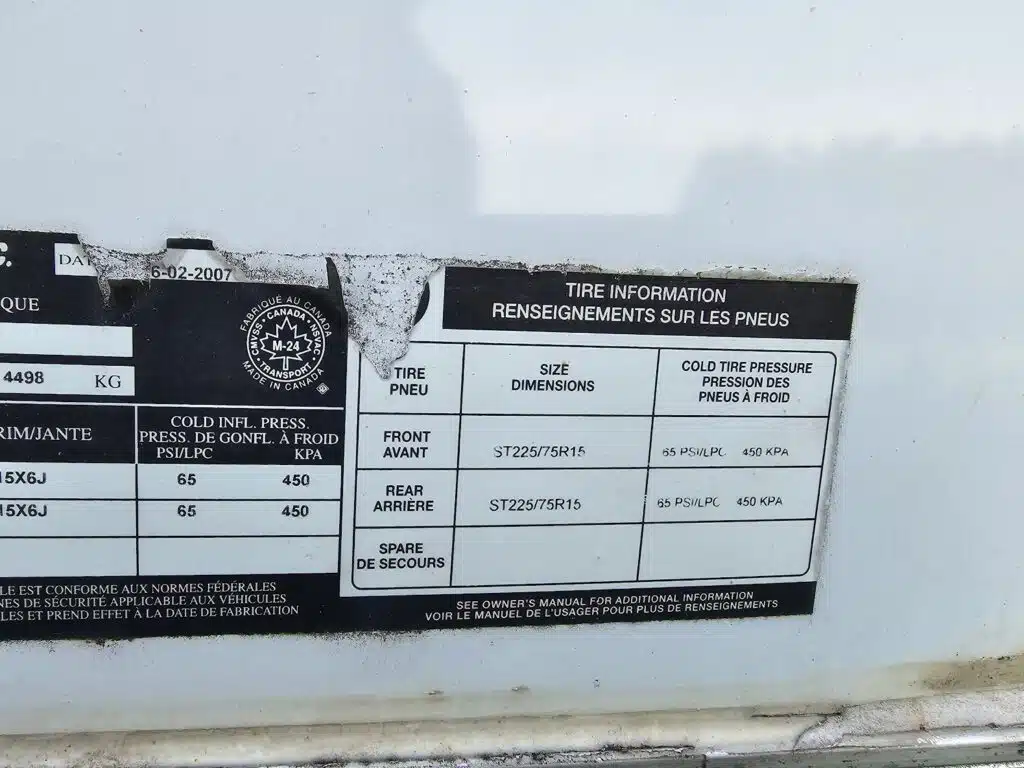 C.
6-02-2007
QUE
4498 KG
FABRIQUÉ AU CANADA
CMVSS · CANADA · NSVAC
M-24
TRANSPORT
MADE IN CANADA
RIM/JANTE
COLD INFL. PRESS.
PRESS. DE GONFL. À FROID
PSI/LPC KPA
15X6J 65 450
15X6J 65 450
LE EST CONFORME AUX NORMES FÉDÉRALES
NES DE SÉCURITÉ APPLICABLE AUX VÉHICULES
LES ET PREND EFFET À LA DATE DE FABRICATION
TIRE INFORMATION
RENSEIGNEMENTS SUR LES PNEUS
TIRE
PNEU
SIZE
DIMENSIONS
COLD TIRE PRESSURE
PRESSION DES
PNEUS À FROID
FRONT
AVANT
ST225/75R15
65 PSI/LPC 450 KPA
REAR
ARRIÈRE
ST225/75R15
65 PSI/LPC 450 KPA
SPARE
DE SECOURS
SEE OWNER'S MANUAL FOR ADDITIONAL INFORMATION
VOIR LE MANUEL DE L'USAGER POUR PLUS DE RENSEIGNEMENTS